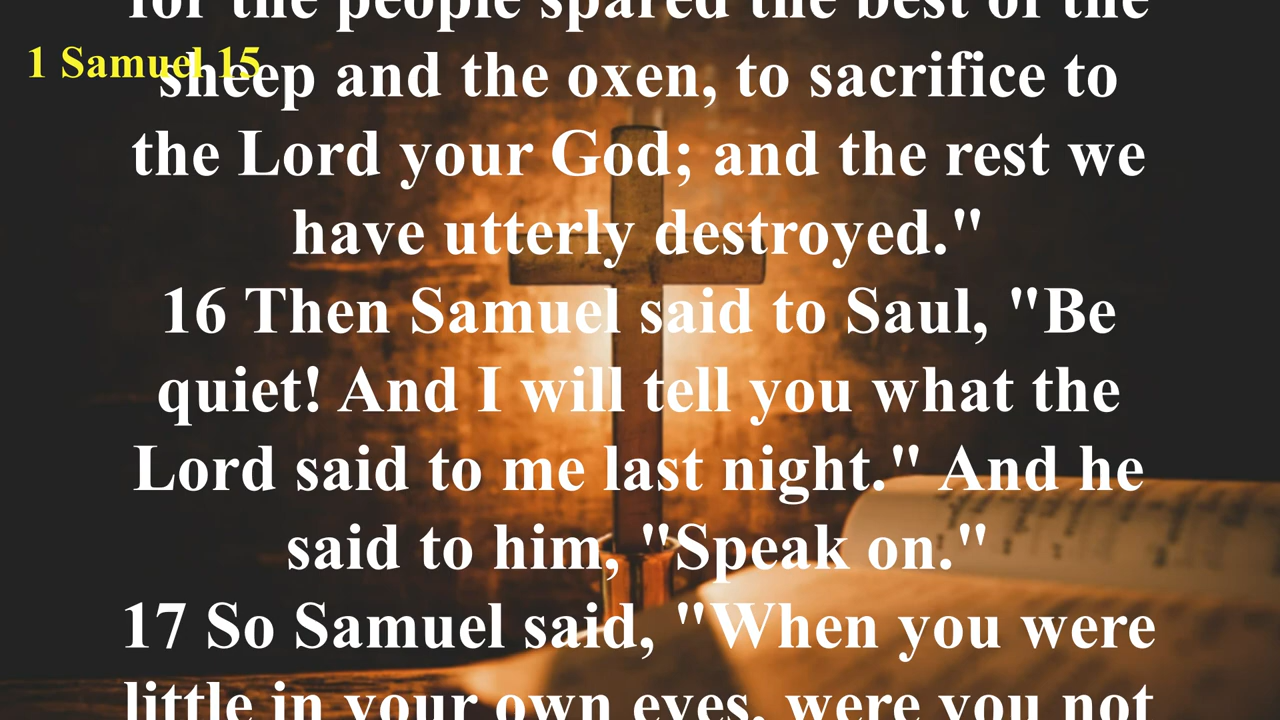 for the people spared the best of the
1 Samuel 15
sheep and the oxen, to sacrifice to
the Lord your God; and the rest we
have utterly destroyed."
16 Then Samuel said to Saul, "Be
quiet! And I will tell you what the
Lord said to me last night." And he
said to him, "Speak on."
17 So Samuel said, "When you were
little in your own eyes, were you not